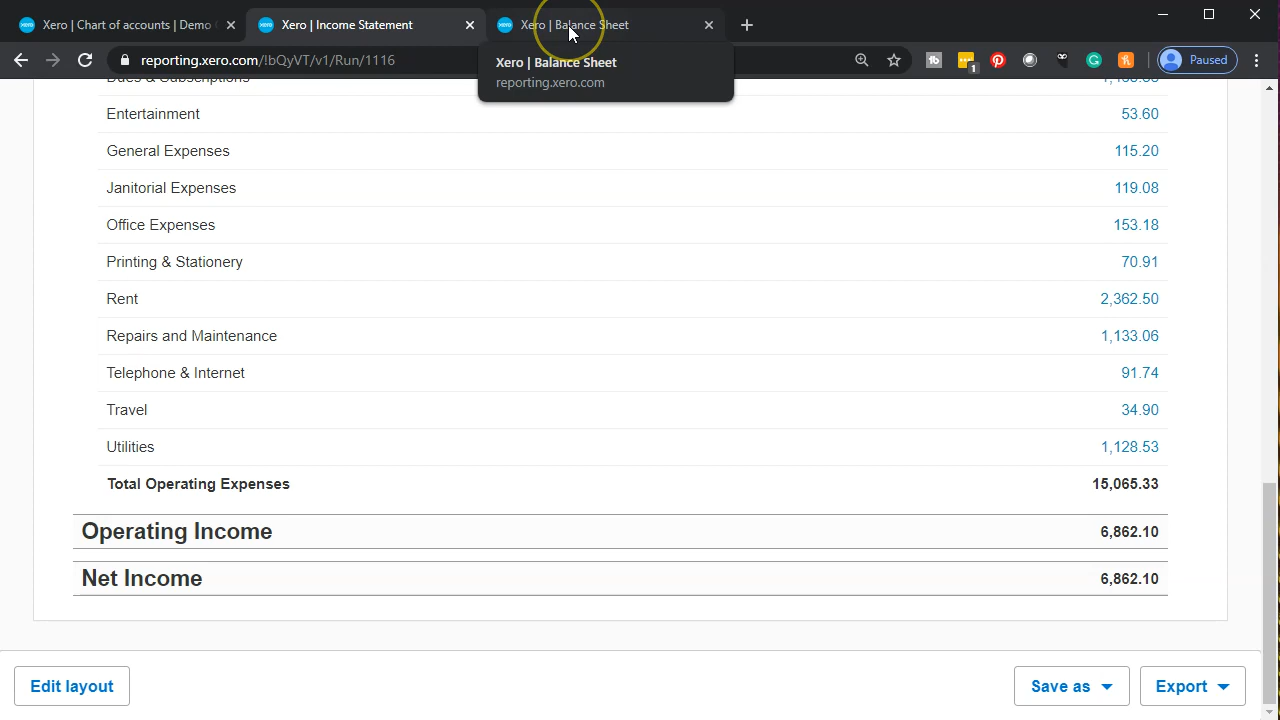 Xero | Chart of accounts | Demo
Xero | Income Statement
Xero | Balance Sheet
reporting.xero.com/!bQyVT/v1/Run/1116
1
Paused
Xero | Balance Sheet
reporting.xero.com
Dues & Subscriptions
Entertainment 53.60
General Expenses 115.20
Janitorial Expenses 119.08
Office Expenses 153.18
Printing & Stationery 70.91
Rent 2,362.50
Repairs and Maintenance 1,133.06
Telephone & Internet 91.74
Travel 34.90
Utilities 1,128.53
Total Operating Expenses 15,065.33
Operating Income 6,862.10
Net Income 6,862.10
Edit layout
Save as
Export